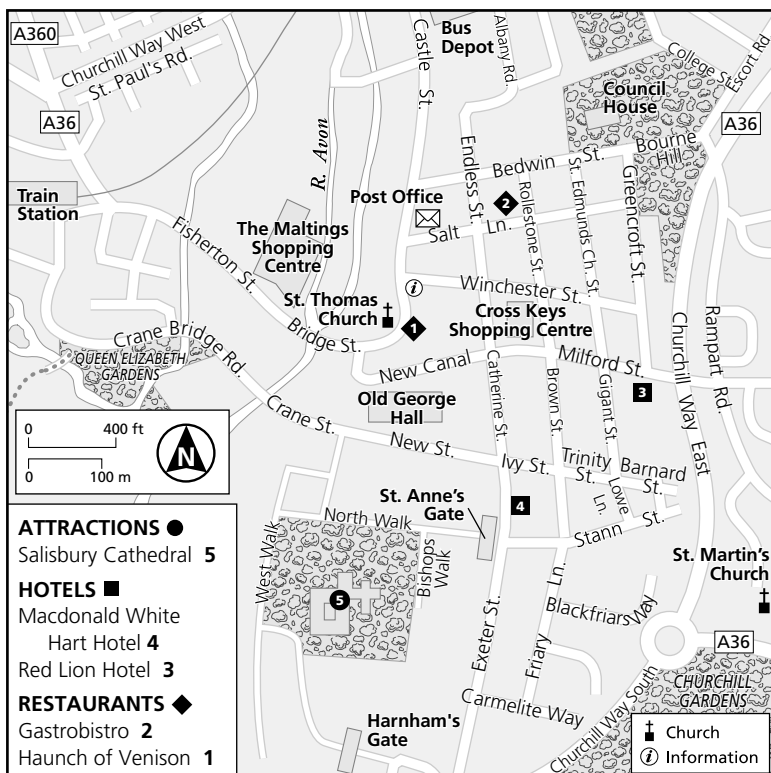 A360
Churchill Way West
St. Paul's Rd.
A36
Castle St.
Bus
Depot
Albany Rd.
College St.
Escort Rd.
Council
House
A36
Bourne
Hill
Train
Station
R. Avon
Endless St.
Bedwin St.
Post Office
Rollestone St.
St. Edmunds Ch. St.
Greencroft St.
Salt Ln.
2
Fisherton St.
The Maltings
Shopping
Centre
Winchester St.
St. Thomas
Church
1
Cross Keys
Shopping Centre
Bridge St.
Crane Bridge Rd.
QUEEN ELIZABETH
GARDENS
New Canal
Milford St.
3
Churchill Way East
Rampart Rd.
Catherine St.
Brown St.
Gigant St.
Old George
Hall
Crane St.
New St.
Ivy St.
Trinity St.
Barnard St.
Lowe Ln.
0 400 ft
0 100 m
N
St. Anne's
Gate
4
Stann St.
North Walk
West Walk
Bishops
Walk
5
St. Martin's
Church
Exeter St.
Friary Ln.
Blackfriars Way
A36
Carmelite Way
Churchill Way South
CHURCHILL
GARDENS
Harnham's
Gate
ATTRACTIONS
Salisbury Cathedral 5
HOTELS
Macdonald White
Hart Hotel 4
Red Lion Hotel 3
RESTAURANTS
Gastrobistro 2
Haunch of Venison 1
Church
i Information
i